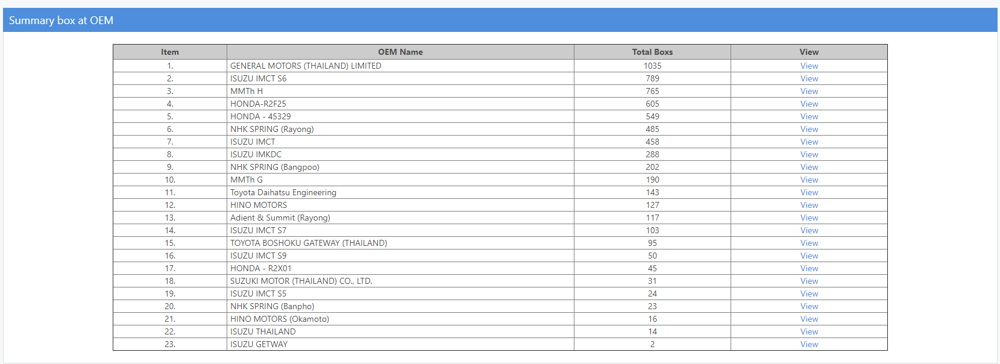 Summary box at OEM
Item OEM Name Total Boxs View
1. GENERAL MOTORS (THAILAND) LIMITED 1035 View
2. ISUZU IMCT S6 789 View
3. MMTh H 765 View
4. HONDA-R2F25 605 View
5. HONDA - 45329 549 View
6. NHK SPRING (Rayong) 485 View
7. ISUZU IMCT 458 View
8. ISUZU IMKDC 288 View
9. NHK SPRING (Bangpoo) 202 View
10. MMTh G 190 View
11. Toyota Daihatsu Engineering 143 View
12. HINO MOTORS 127 View
13. Adient & Summit (Rayong) 117 View
14. ISUZU IMCT S7 103 View
15. TOYOTA BOSHOKU GATEWAY (THAILAND) 95 View
16. ISUZU IMCT S9 50 View
17. HONDA - R2X01 45 View
18. SUZUKI MOTOR (THAILAND) CO., LTD. 31 View
19. ISUZU IMCT S5 24 View
20. NHK SPRING (Banpho) 23 View
21. HINO MOTORS (Okamoto) 16 View
22. ISUZU THAILAND 14 View
23. ISUZU GETWAY 2 View